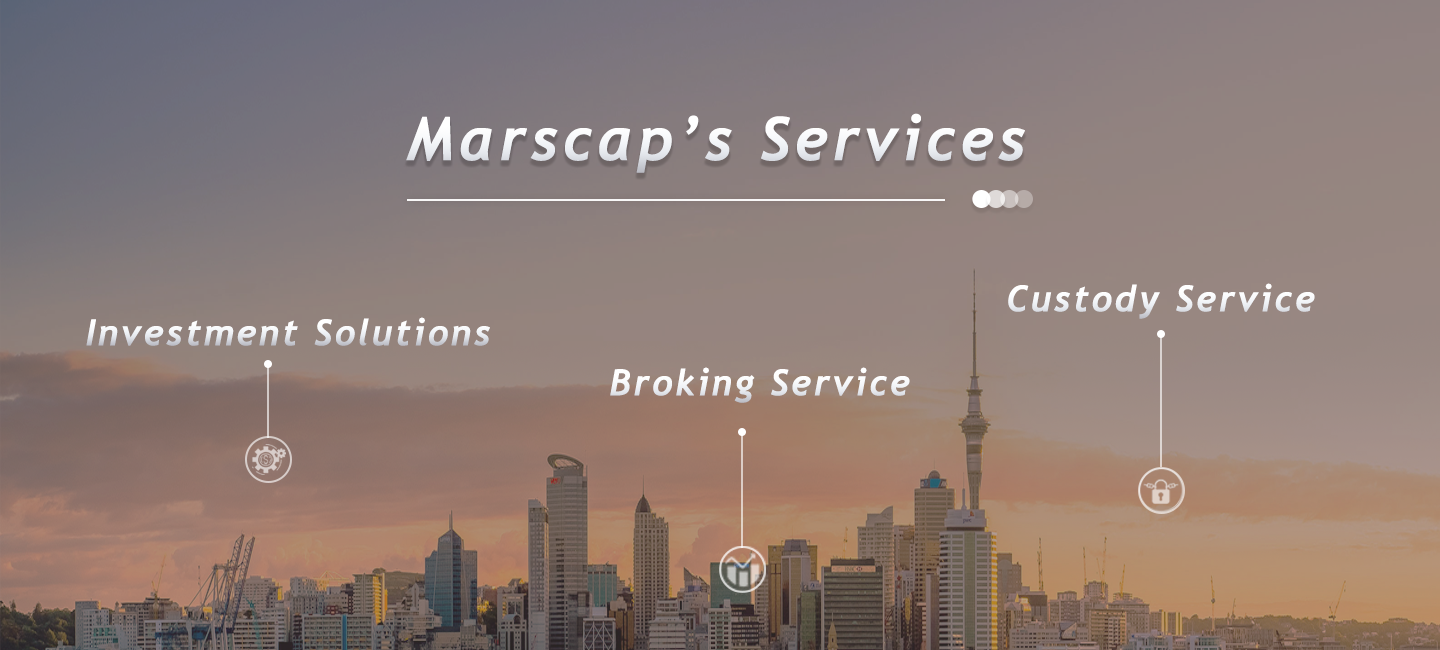 Marscap’s Services
Investment Solutions
Broking Service
Custody Service